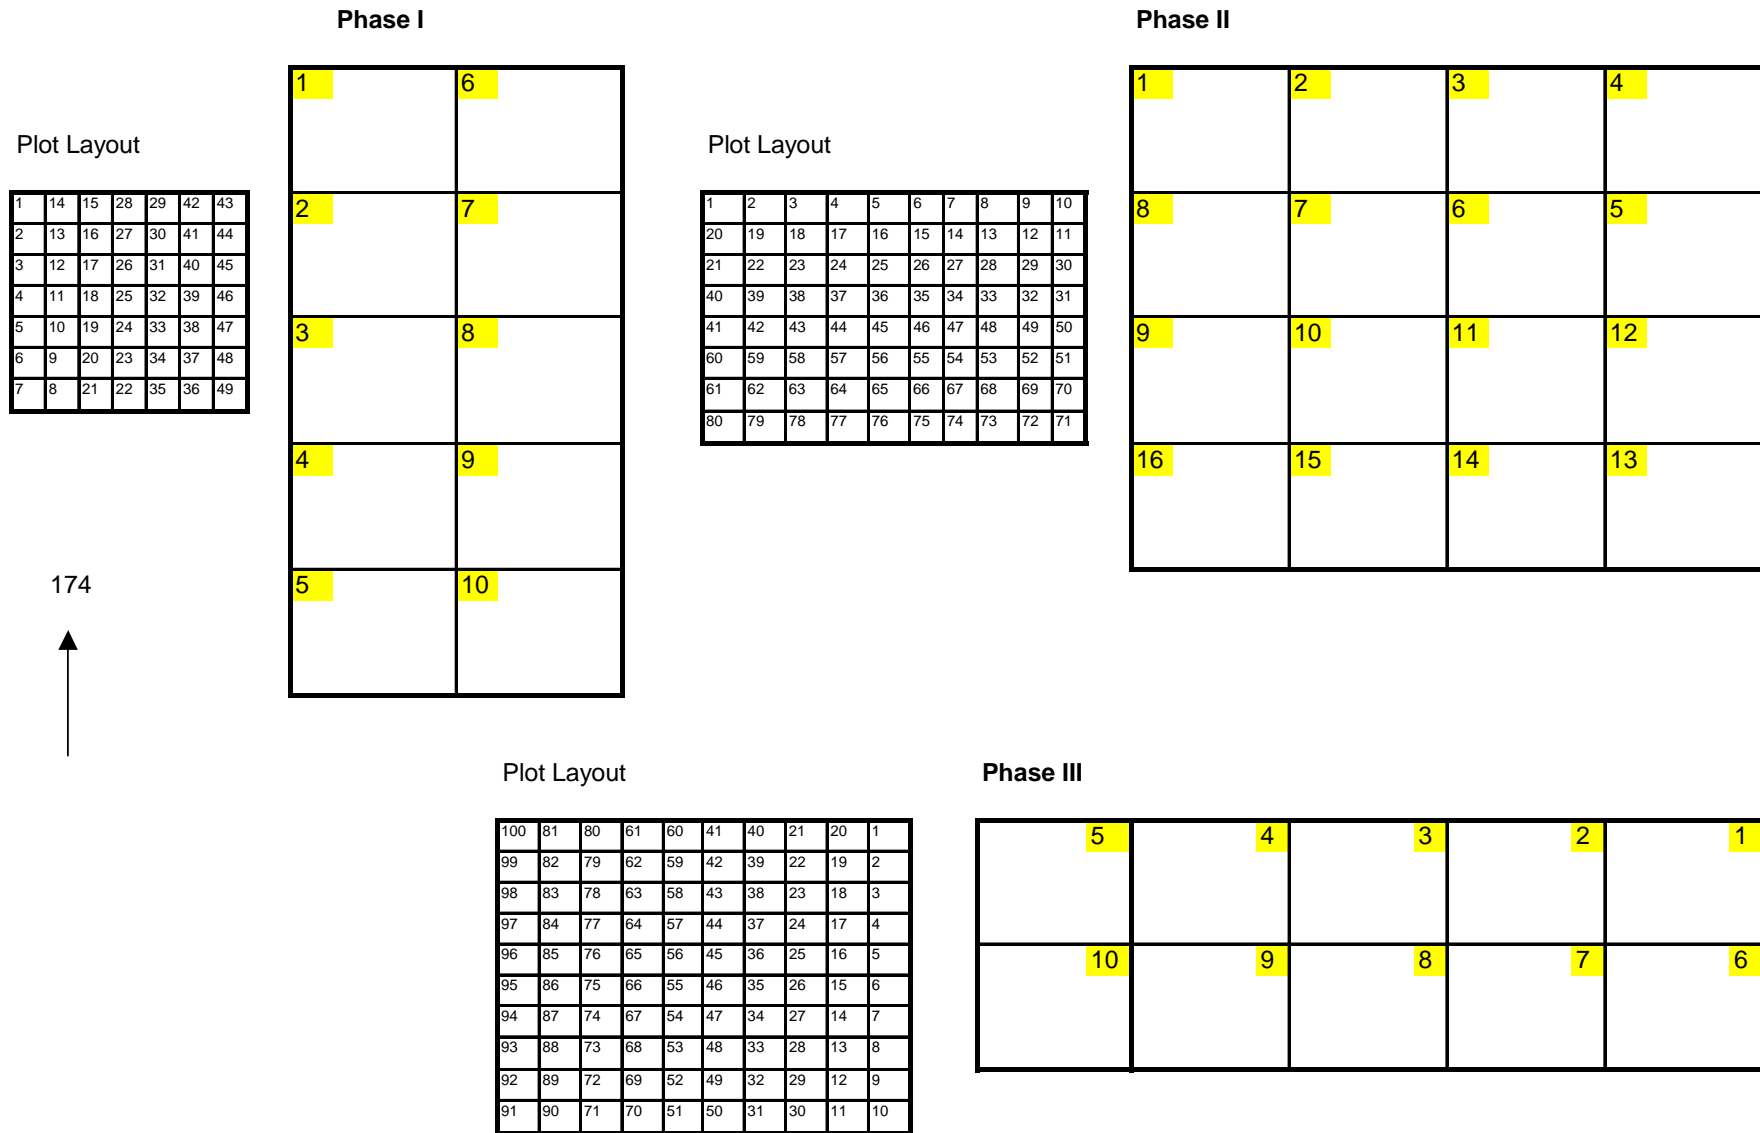 Phase I
1 6
2 7
3 8
4 9
5 10
Plot Layout
1 14 15 28 29 42 43
2 13 16 27 30 41 44
3 12 17 26 31 40 45
4 11 18 25 32 39 46
5 10 19 24 33 38 47
6 9 20 23 34 37 48
7 8 21 22 35 36 49
174
Phase II
1 2 3 4
8 7 6 5
9 10 11 12
16 15 14 13
Plot Layout
1 2 3 4 5 6 7 8 9 10
20 19 18 17 16 15 14 13 12 11
21 22 23 24 25 26 27 28 29 30
40 39 38 37 36 35 34 33 32 31
41 42 43 44 45 46 47 48 49 50
60 59 58 57 56 55 54 53 52 51
61 62 63 64 65 66 67 68 69 70
80 79 78 77 76 75 74 73 72 71
Plot Layout
100 81 80 61 60 41 40 21 20 1
99 82 79 62 59 42 39 22 19 2
98 83 78 63 58 43 38 23 18 3
97 84 77 64 57 44 37 24 17 4
96 85 76 65 56 45 36 25 16 5
95 86 75 66 55 46 35 26 15 6
94 87 74 67 54 47 34 27 14 7
93 88 73 68 53 48 33 28 13 8
92 89 72 69 52 49 32 29 12 9
91 90 71 70 51 50 31 30 11 10
Phase III
5 4 3 2 1
10 9 8 7 6